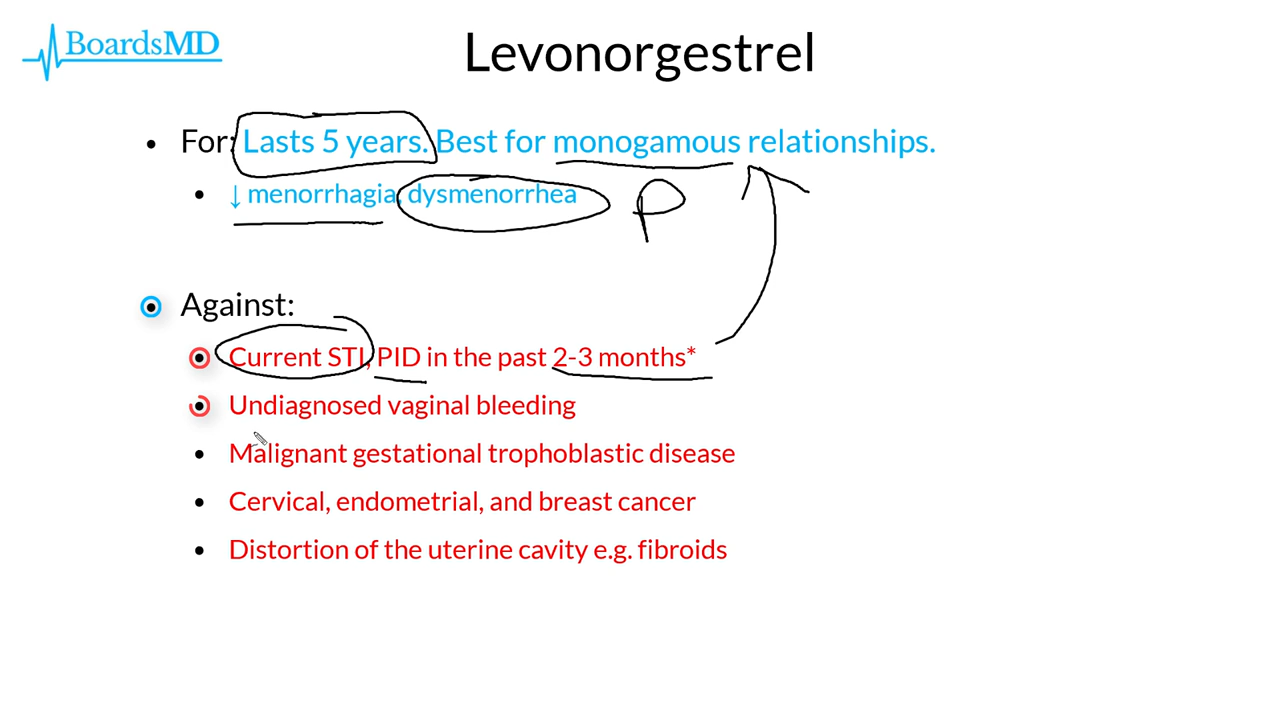 BoardsMD
Levonorgestrel
• For: Lasts 5 years. Best for monogamous relationships.
• ↓ menorrhagia, dysmenorrhea
P
• Against:
• Current STI, PID in the past 2-3 months*
• Undiagnosed vaginal bleeding
• Malignant gestational trophoblastic disease
• Cervical, endometrial, and breast cancer
• Distortion of the uterine cavity e.g. fibroids